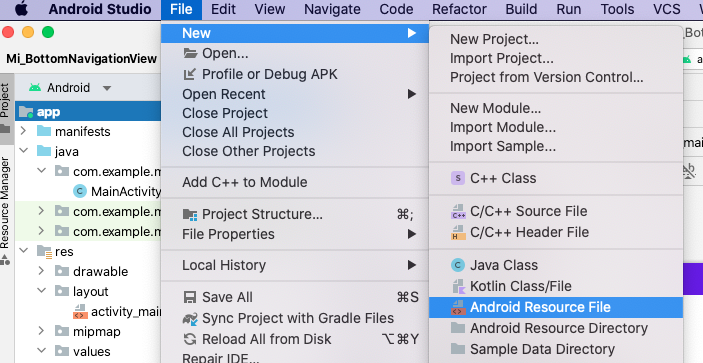 Android Studio File Edit View Navigate Code Refactor Build Run Tools VCS
Mi_BottomNavigationView
Android
app
manifests
java
com.example.m
MainActivity
com.example.m
com.example.m
res
drawable
layout
activity_mai
mipmap
values
Project
Resource Manager
New
Open...
Profile or Debug APK
Open Recent
Close Project
Close All Projects
Close Other Projects
Add C++ to Module
Project Structure... ⌘;
File Properties
Local History
Save All ⌘S
Sync Project with Gradle Files
Reload All from Disk ⌥⌘Y
Repair IDE...
New Project...
Import Project...
Project from Version Control...
New Module...
Import Module...
Import Sample...
C++ Class
C/C++ Source File
C/C++ Header File
Java Class
Kotlin Class/File
Android Resource File
Android Resource Directory
Sample Data Directory